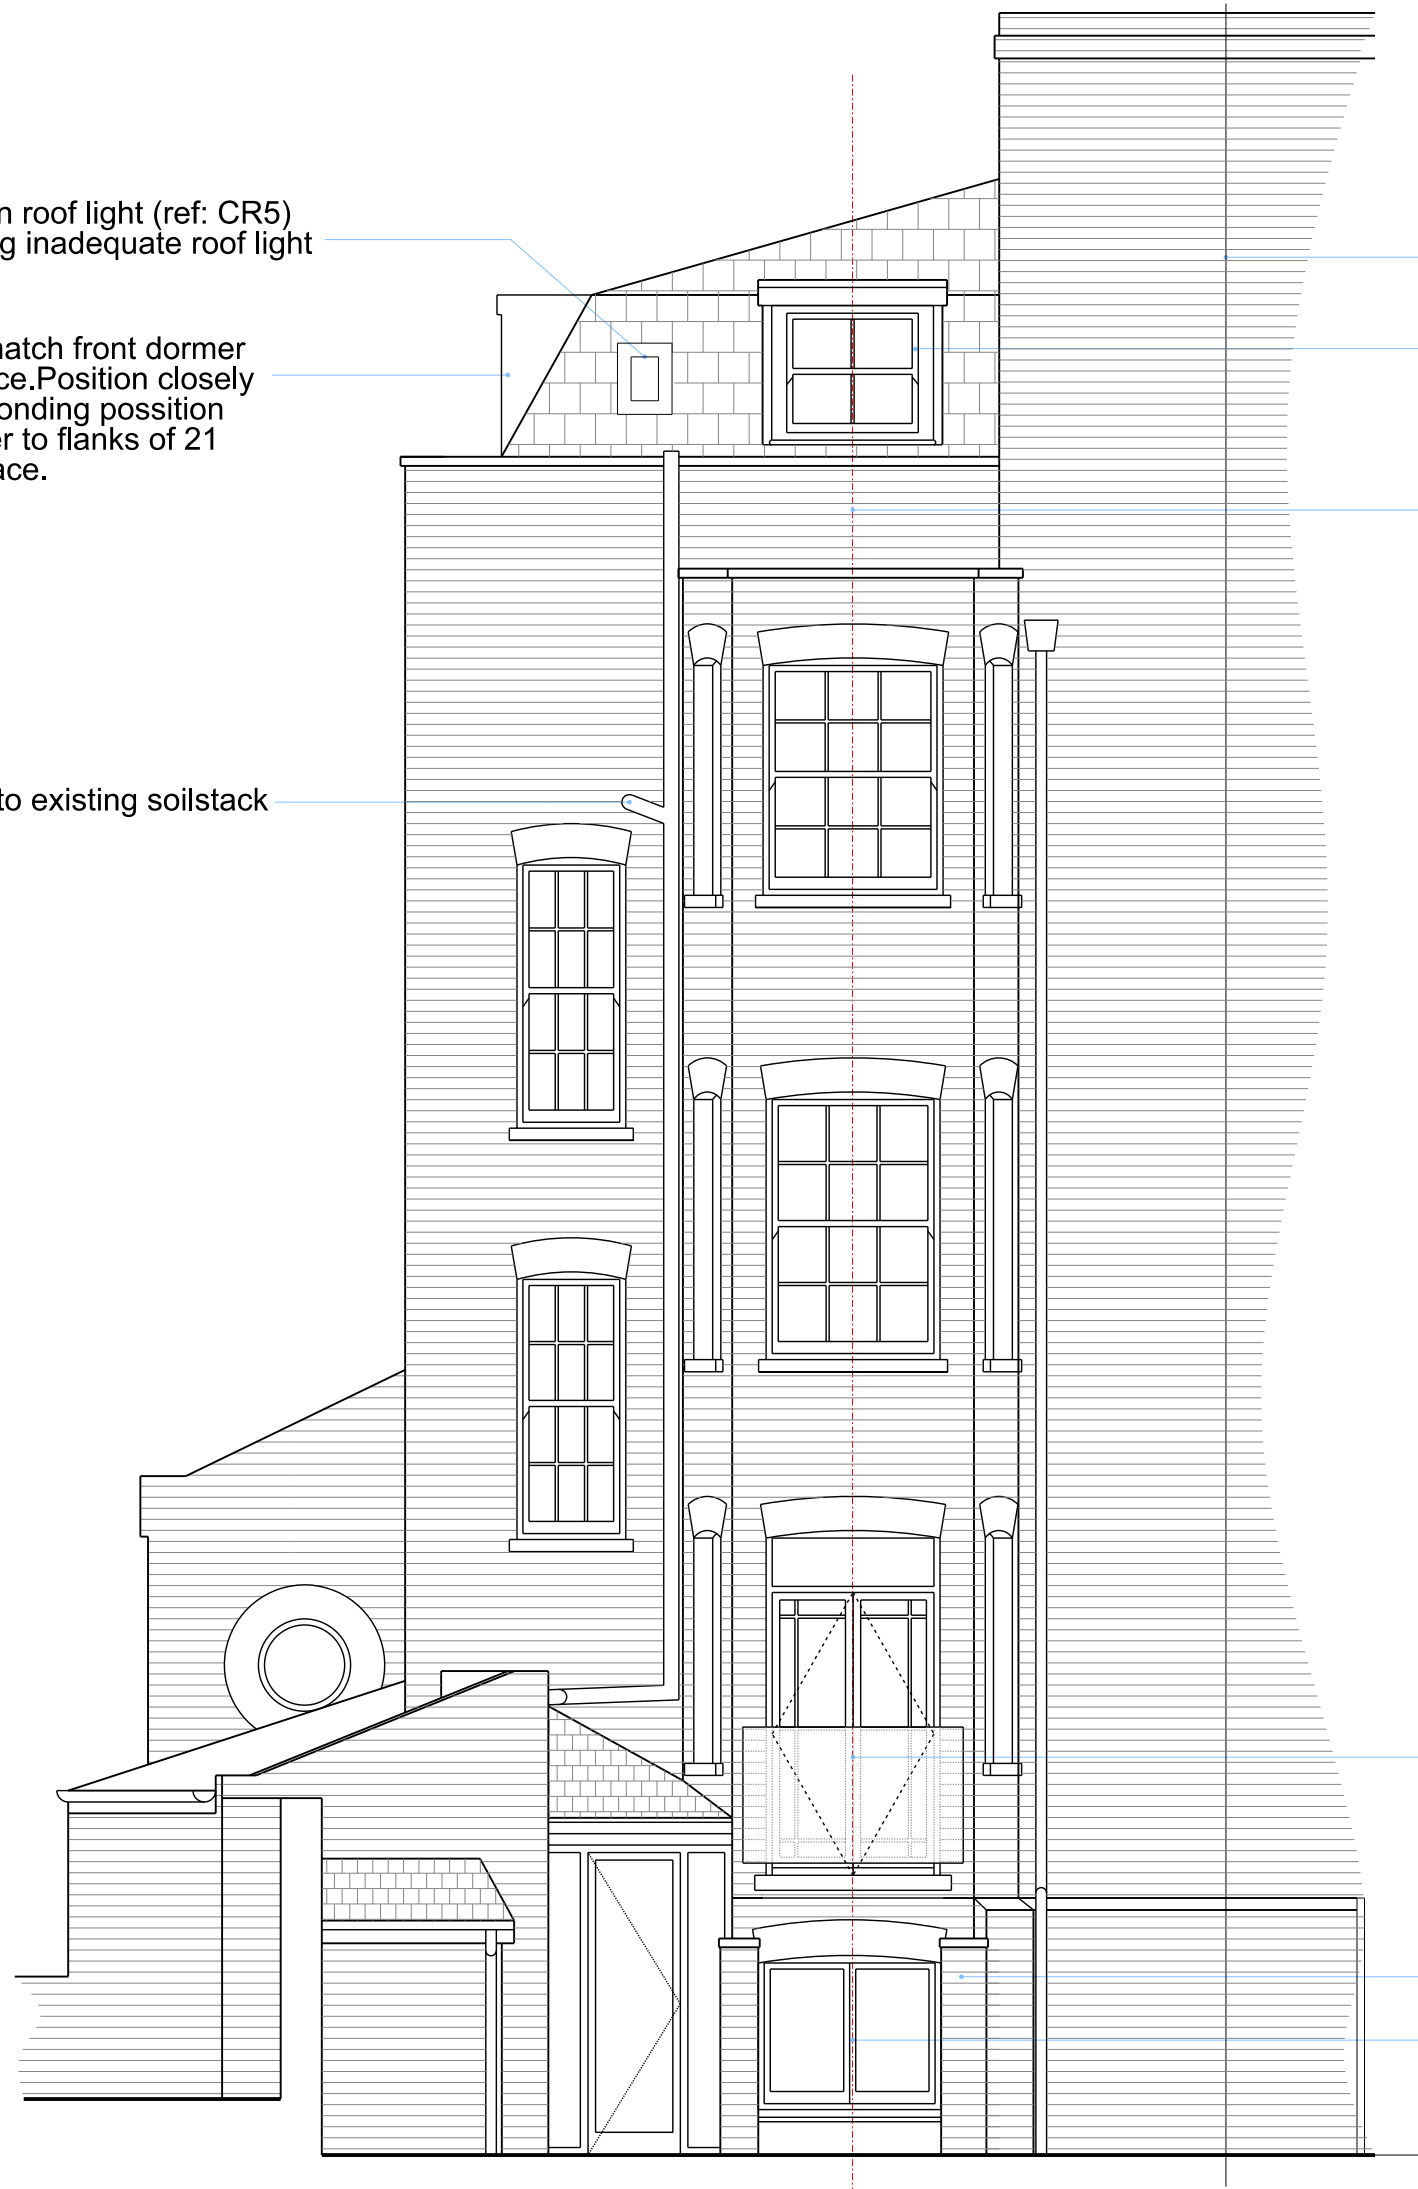 n roof light (ref: CR5)
g inadequate roof light
natch front dormer
ce.Position closely
onding possition
er to flanks of 21
ace.
to existing soilstack